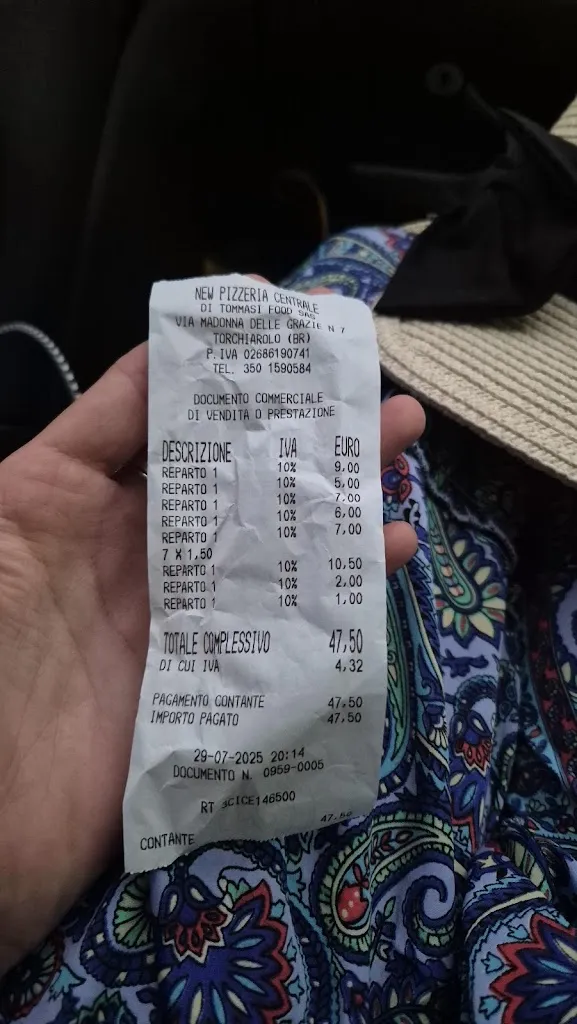 NEW PIZZERIA CENTRALE
DI TOMMASI FOOD SAS
VIA MADONNA DELLE GRAZIE N 7
TORCHIAROLO (BR)
P.IVA 02686190741
TEL. 350 1590584
DOCUMENTO COMMERCIALE
DI VENDITA O PRESTAZIONE
DESCRIZIONE IVA EURO
REPARTO 1 10% 9,00
REPARTO 1 10% 5,00
REPARTO 1 10% 7,00
REPARTO 1 10% 6,00
REPARTO 1 10% 7,00
7 X 1,50
REPARTO 1 10% 10,50
REPARTO 1 10% 2,00
REPARTO 1 10% 1,00
TOTALE COMPLESSIVO 47,50
DI CUI IVA 4,32
PAGAMENTO CONTANTE 47,50
IMPORTO PAGATO 47,50
29-07-2025 20:14
DOCUMENTO N. 0959-0005
RT 3CICE146500
CONTANTE 47,50